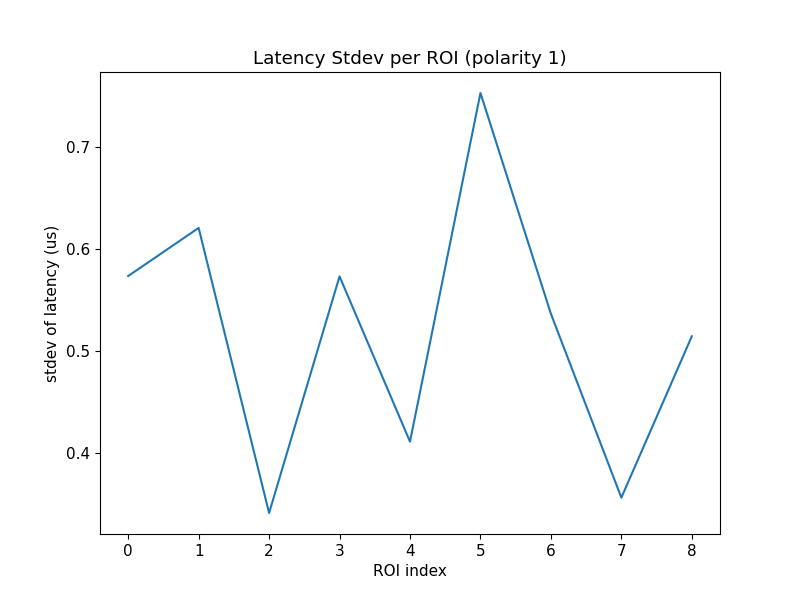 Latency Stdev per ROI (polarity 1)
stdev of latency (us)
0.7
0.6
0.5
0.4
0 1 2 3 4 5 6 7 8
ROI index